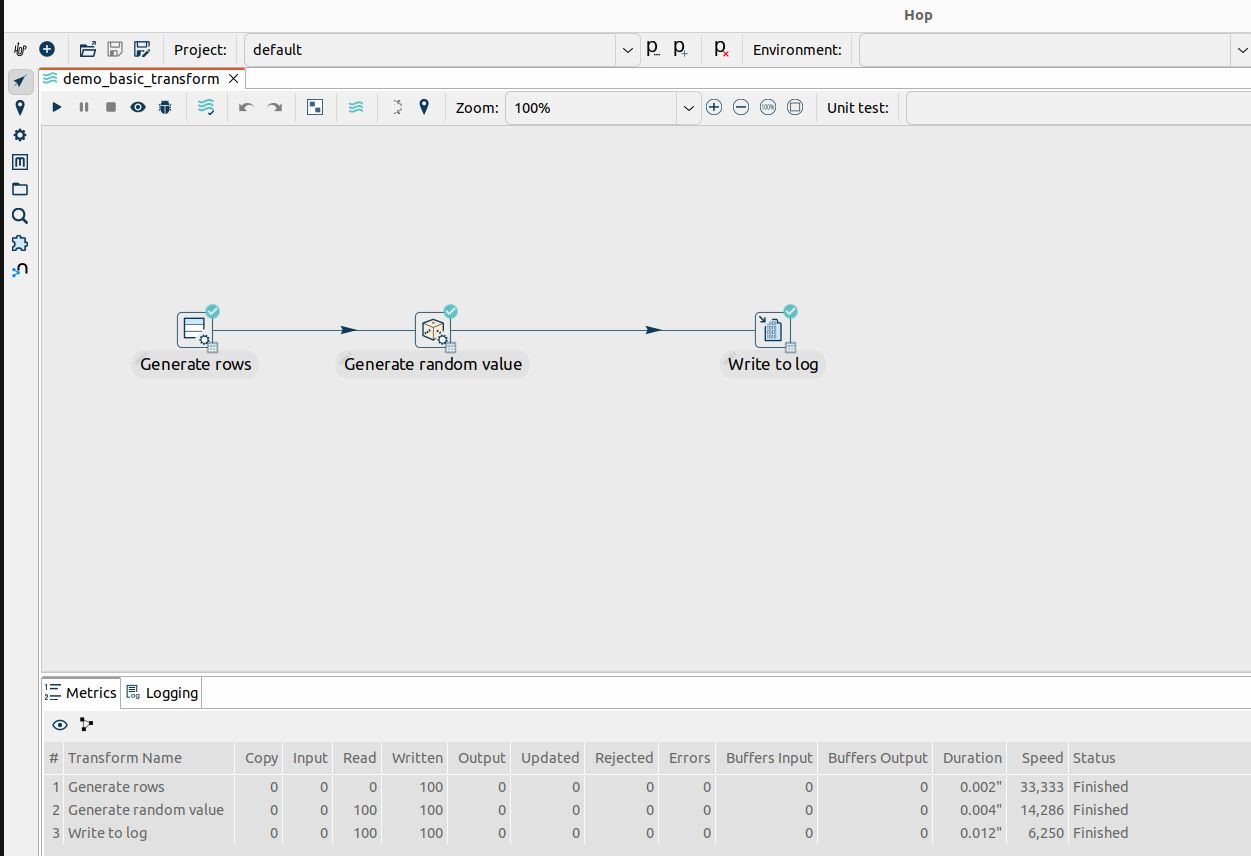 Hop
Project: default Environment:
demo_basic_transform
Zoom: 100% 100% Unit test:
Generate rows Generate random value Write to log
Metrics Logging
# Transform Name Copy Input Read Written Output Updated Rejected Errors Buffers Input Buffers Output Duration Speed Status
1 Generate rows 0 0 0 100 0 0 0 0 0 0 0.002" 33,333 Finished
2 Generate random value 0 0 100 100 0 0 0 0 0 0 0.004" 14,286 Finished
3 Write to log 0 0 100 100 0 0 0 0 0 0 0.012" 6,250 Finished